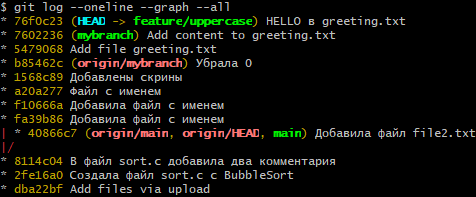 $ git log --oneline --graph --all
* 76f0c23 (HEAD -> feature/uppercase) HELLO в greeting.txt
* 7602236 (mybranch) Add content to greeting.txt
* 5479068 Add file greeting.txt
* b85462c (origin/mybranch) Убрала 0
* 1568c89 Добавлены скрины
* a20a277 Файл с именем
* f10666a Добавила файл с именем
* fa39b86 Добавила файл с именем
| * 40866c7 (origin/main, origin/HEAD, main) Добавила файл file2.txt
|/
* 8114c04 В файл sort.c добавила два комментария
* 2fe16a0 Создала файл sort.c с BubbleSort
* dba22bf Add files via upload